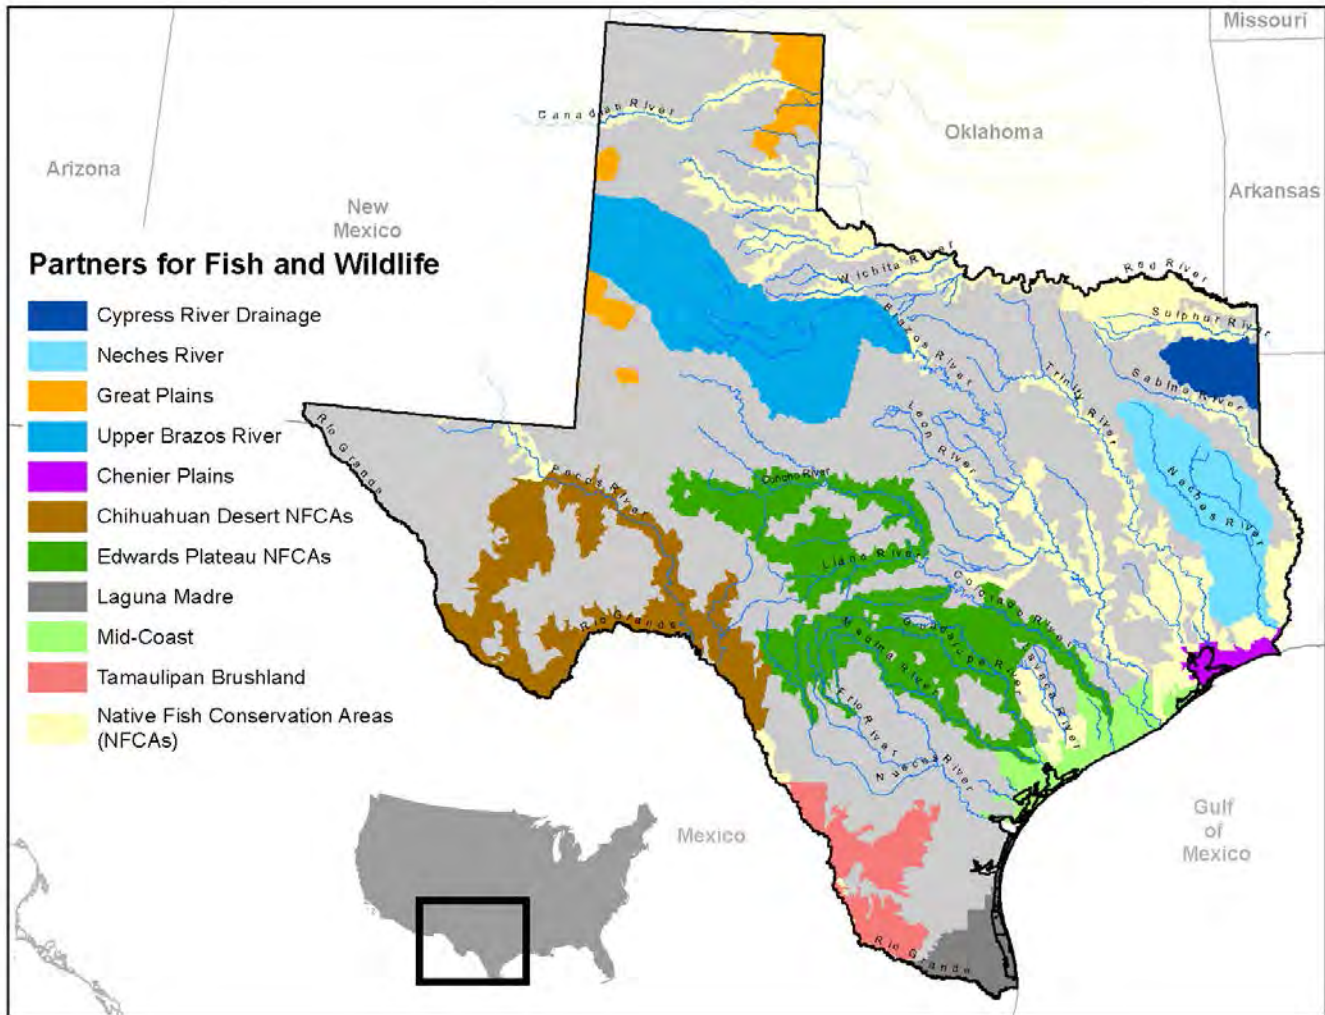 Missouri
Canadian River
Oklahoma
Arizona
Arkansas
New
Mexico
Partners for Fish and Wildlife
Wichita River
Red River
Cypress River Drainage
Sulphur River
Neches River
Brazos River
Great Plains
Trinity River
Sabine River
Upper Brazos River
Rio Grande
Leon River
Chenier Plains
Pecos River
Concho River
Neches River
Chihuahuan Desert NFCAs
Edwards Plateau NFCAs
Llano River
Laguna Madre
Colorado River
Mid-Coast
Rio Grande
Medina River
Guadalupe River
Lavaca River
Tamaulipan Brushland
Frio River
Native Fish Conservation Areas
(NFCAs)
Nueces River
Mexico
Gulf
of
Mexico
Rio Grande